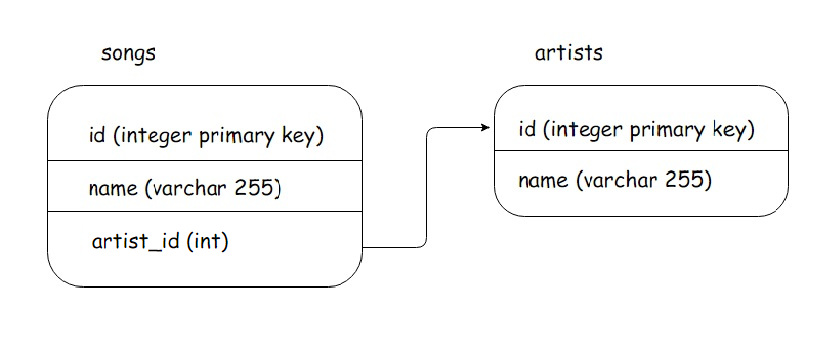 songs
id (integer primary key)
name (varchar 255)
artist_id (int)
artists
id (integer primary key)
name (varchar 255)